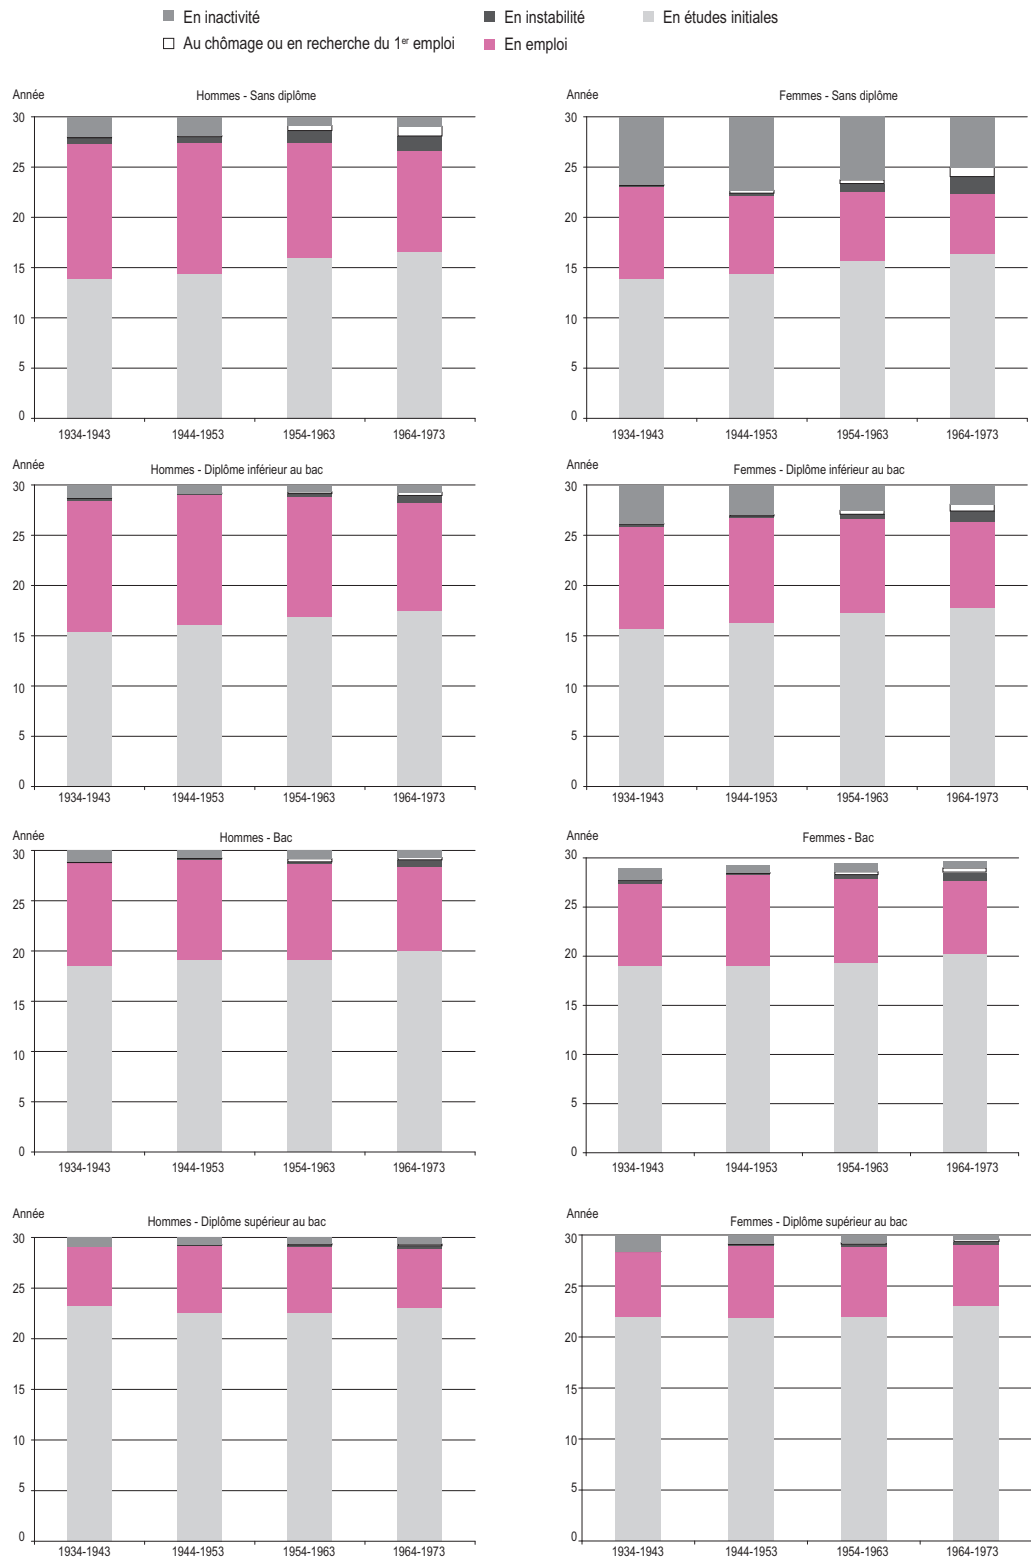 En inactivité
En instabilité
En études initiales
Au chômage ou en recherche du 1er emploi
En emploi
Année
Hommes - Sans diplôme
30
25
20
15
10
5
0
1934-1943 1944-1953 1954-1963 1964-1973
Année
Femmes - Sans diplôme
30
25
20
15
10
5
0
1934-1943 1944-1953 1954-1963 1964-1973
Année
Hommes - Diplôme inférieur au bac
30
25
20
15
10
5
0
1934-1943 1944-1953 1954-1963 1964-1973
Année
Femmes - Diplôme inférieur au bac
30
25
20
15
10
5
0
1934-1943 1944-1953 1954-1963 1964-1973
Année
Hommes - Bac
30
25
20
15
10
5
0
1934-1943 1944-1953 1954-1963 1964-1973
Année
Femmes - Bac
30
25
20
15
10
5
0
1934-1943 1944-1953 1954-1963 1964-1973
Année
Hommes - Diplôme supérieur au bac
30
25
20
15
10
5
0
1934-1943 1944-1953 1954-1963 1964-1973
Année
Femmes - Diplôme supérieur au bac
30
25
20
15
10
5
0
1934-1943 1944-1953 1954-1963 1964-1973